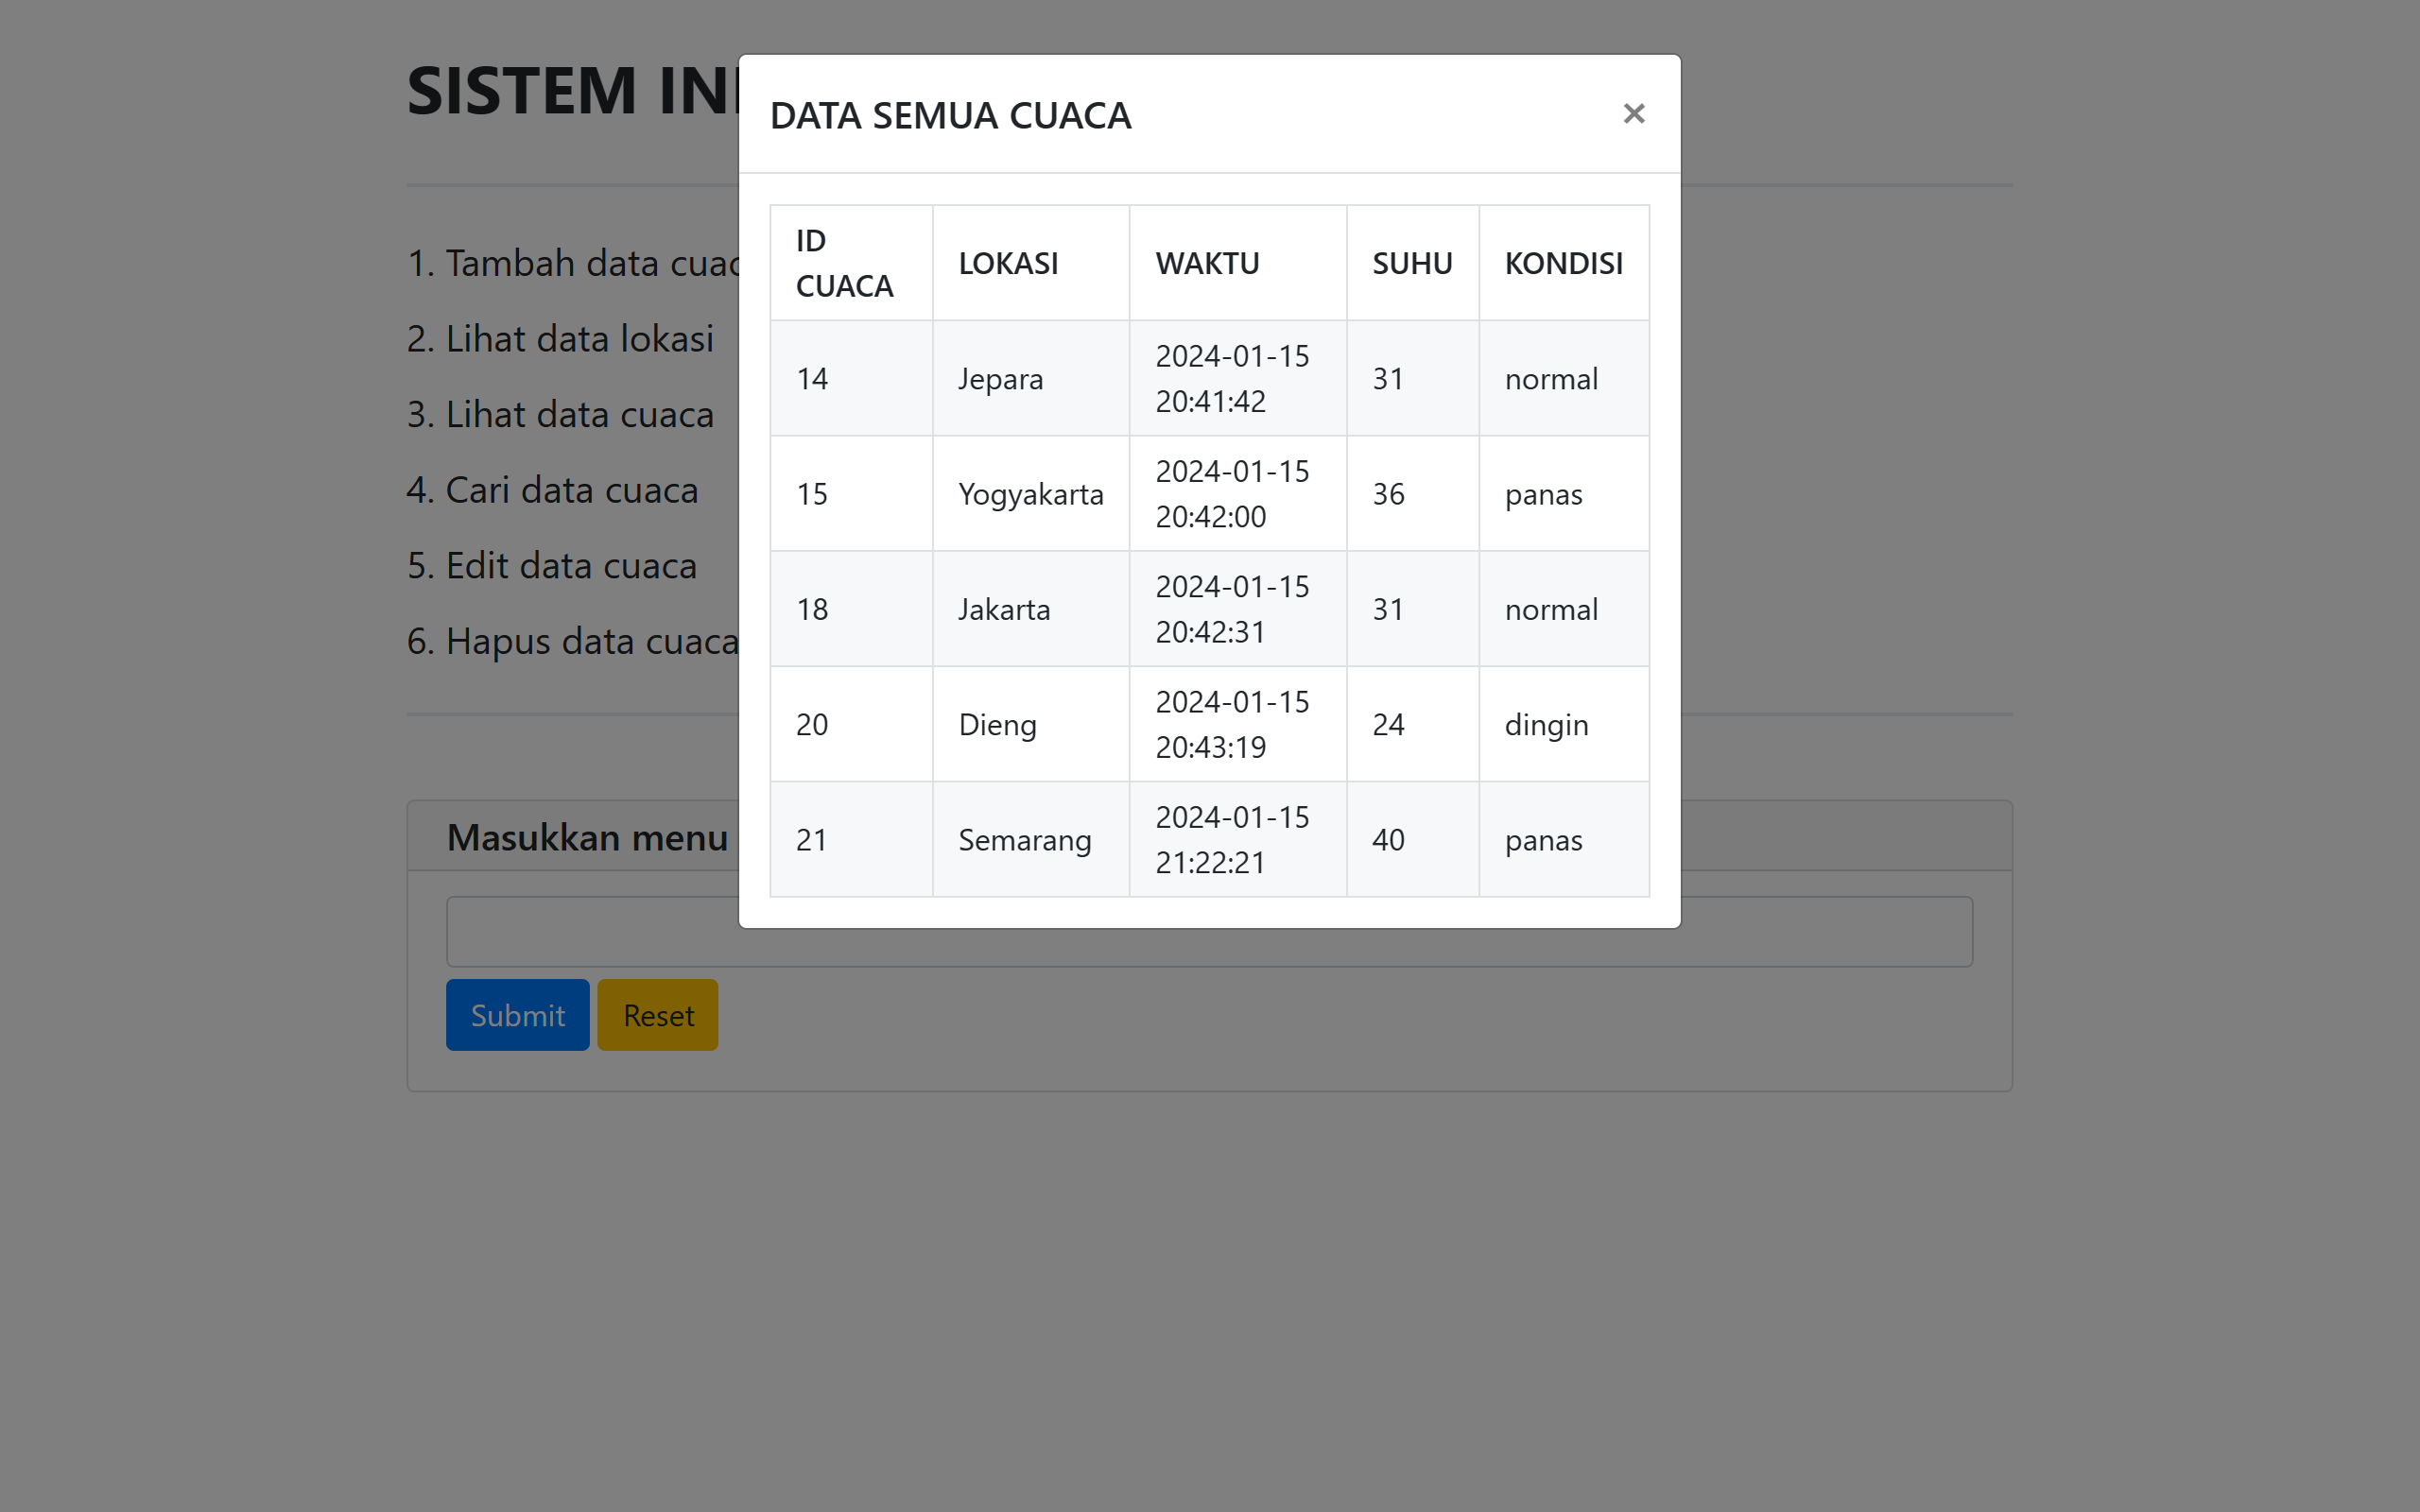 SISTEM
DATA SEMUA CUACA
×
1. Tambah data
2. Lihat data lokasi
3. Lihat data cuaca
4. Cari data cuaca
5. Edit data cuaca
6. Hapus data cuaca
ID CUACA LOKASI WAKTU SUHU KONDISI
14 Jepara 2024-01-15 20:41:42 31 normal
15 Yogyakarta 2024-01-15 20:42:00 36 panas
18 Jakarta 2024-01-15 20:42:31 31 normal
20 Dieng 2024-01-15 20:43:19 24 dingin
21 Semarang 2024-01-15 21:22:21 40 panas
Masukkan menu
Submit Reset